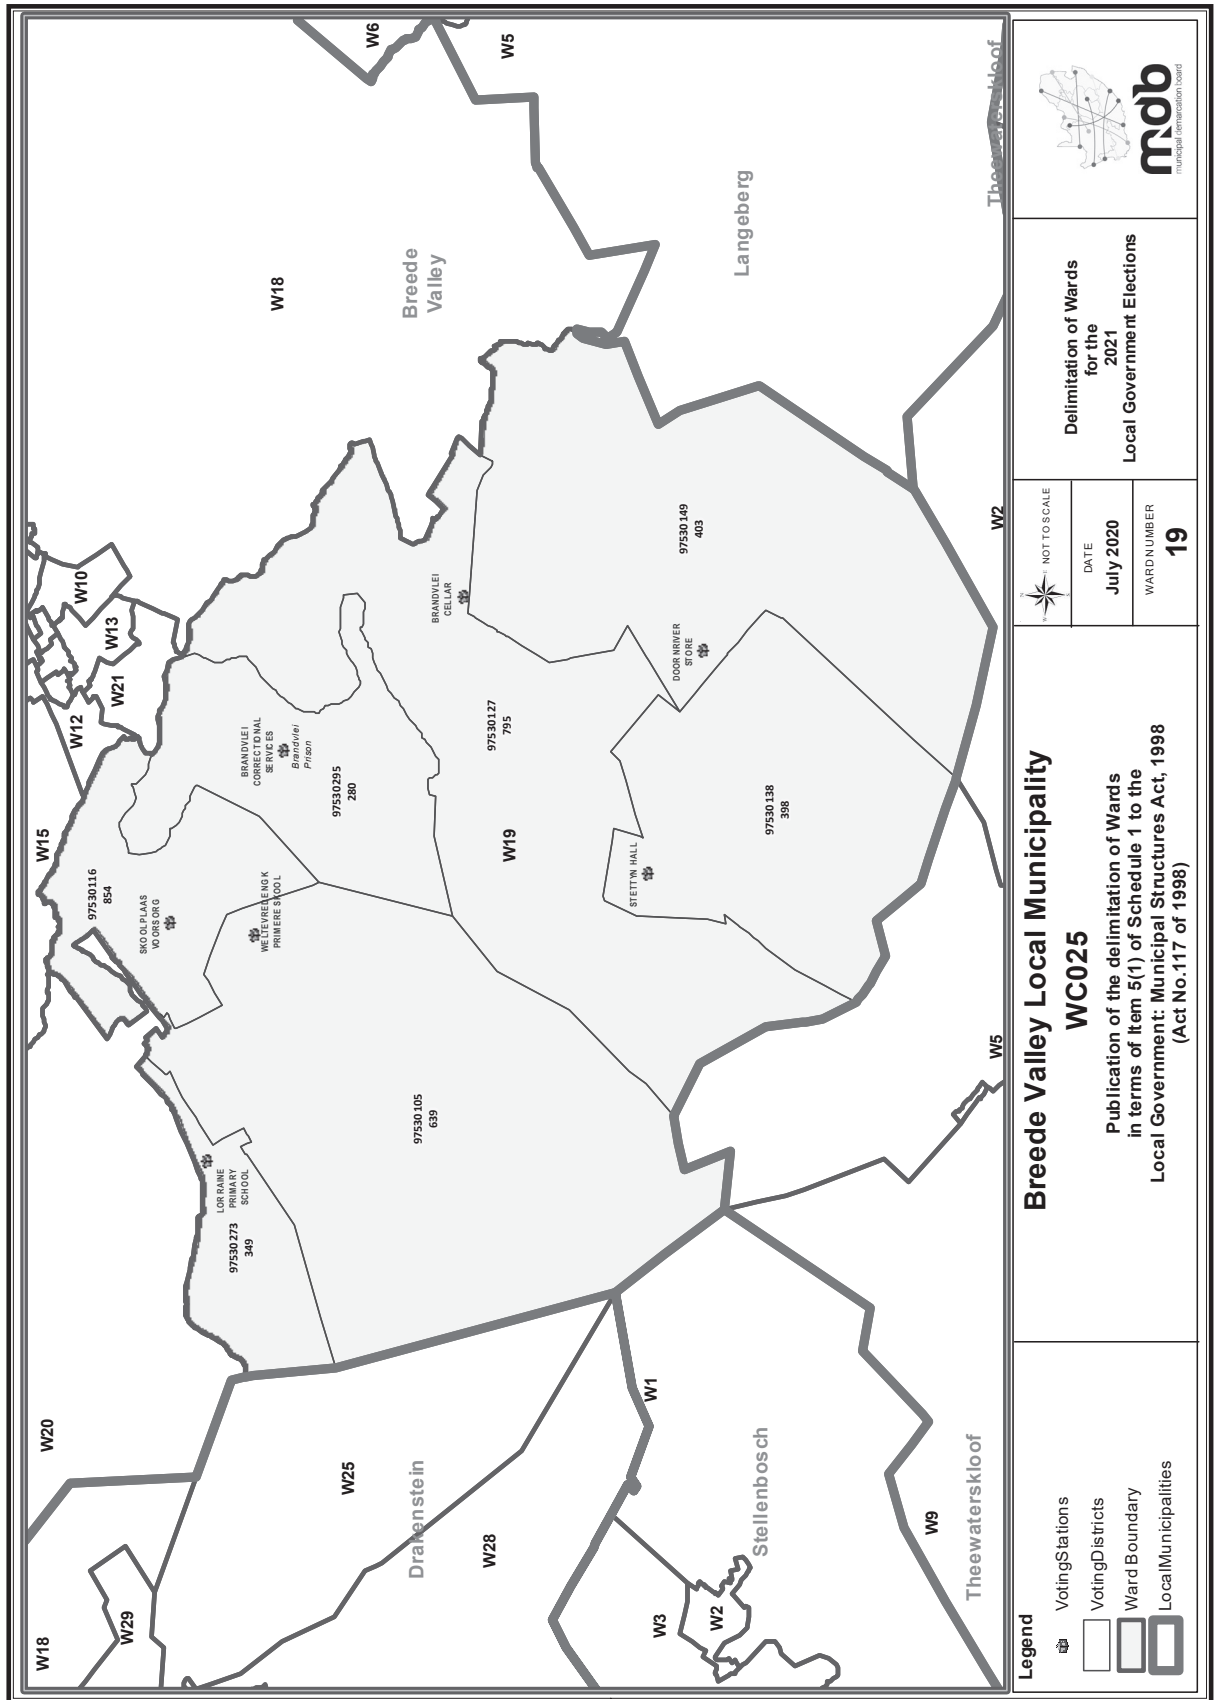 W6
W5
W18
Breede
Valley
Langeberg
Theewaterskloof
W10
W13
W21
W12
W15
W20
W18
W29
W25
Drakenstein
W28
W1
Stellenbosch
W3
W2
W9
Theewaterskloof
W5
W2
W19
97530116
854
SKOOLPLAAS
VOORSORG
WELTEVREDE NGK
PRIMERE SKOOL
BRANDVLEI
CORRECTIONAL
SERVICES
Brandvlei
Prison
97530295
280
BRANDVLEI
CELLAR
97530127
795
97530149
403
DOORNRIVER
STORE
97530138
398
STETTYN HALL
97530105
639
LORRAINE
PRIMARY
SCHOOL
97530273
349
Legend
VotingStations
VotingDistricts
Ward Boundary
LocalMunicipalities
Breede Valley Local Municipality
WC025
Publication of the delimitation of Wards
in terms of Item 5(1) of Schedule 1 to the
Local Government: Municipal Structures Act, 1998
(Act No.117 of 1998)
N
E
S
W
NOT TO SCALE
DATE
July 2020
WARD NUMBER
19
Delimitation of Wards
for the
2021
Local Government Elections
mdb
municipal demarcation board